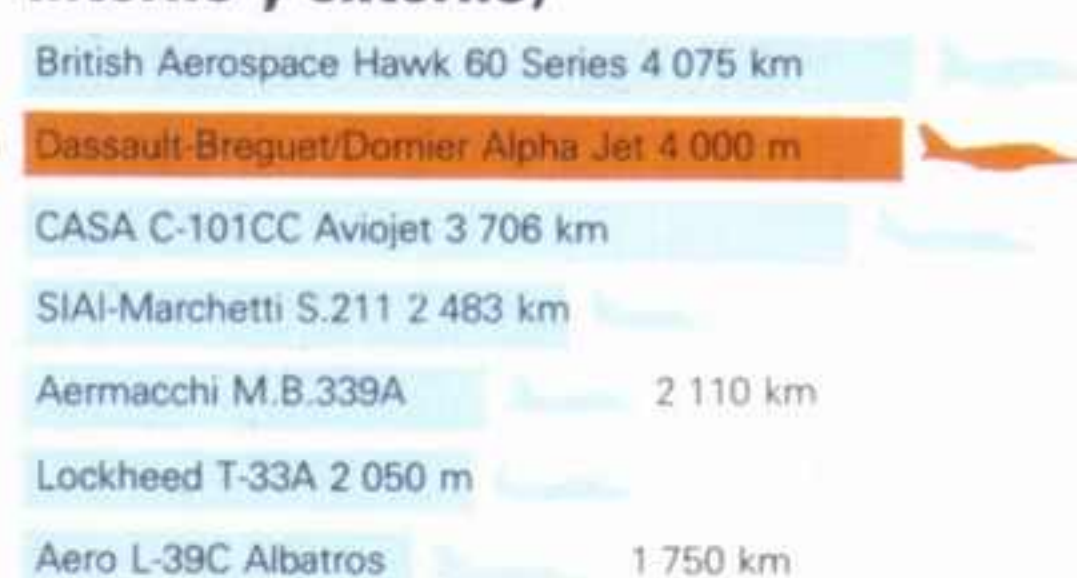 British Aerospace Hawk 60 Series 4 075 km
Dassault-Breguet/Dornier Alpha Jet 4 000 m
CASA C-101CC Aviojet 3 706 km
SIAI-Marchetti S.211 2 483 km
Aermacchi M.B.339A 2 110 km
Lockheed T-33A 2 050 m
Aero L-39C Albatros 1 750 km